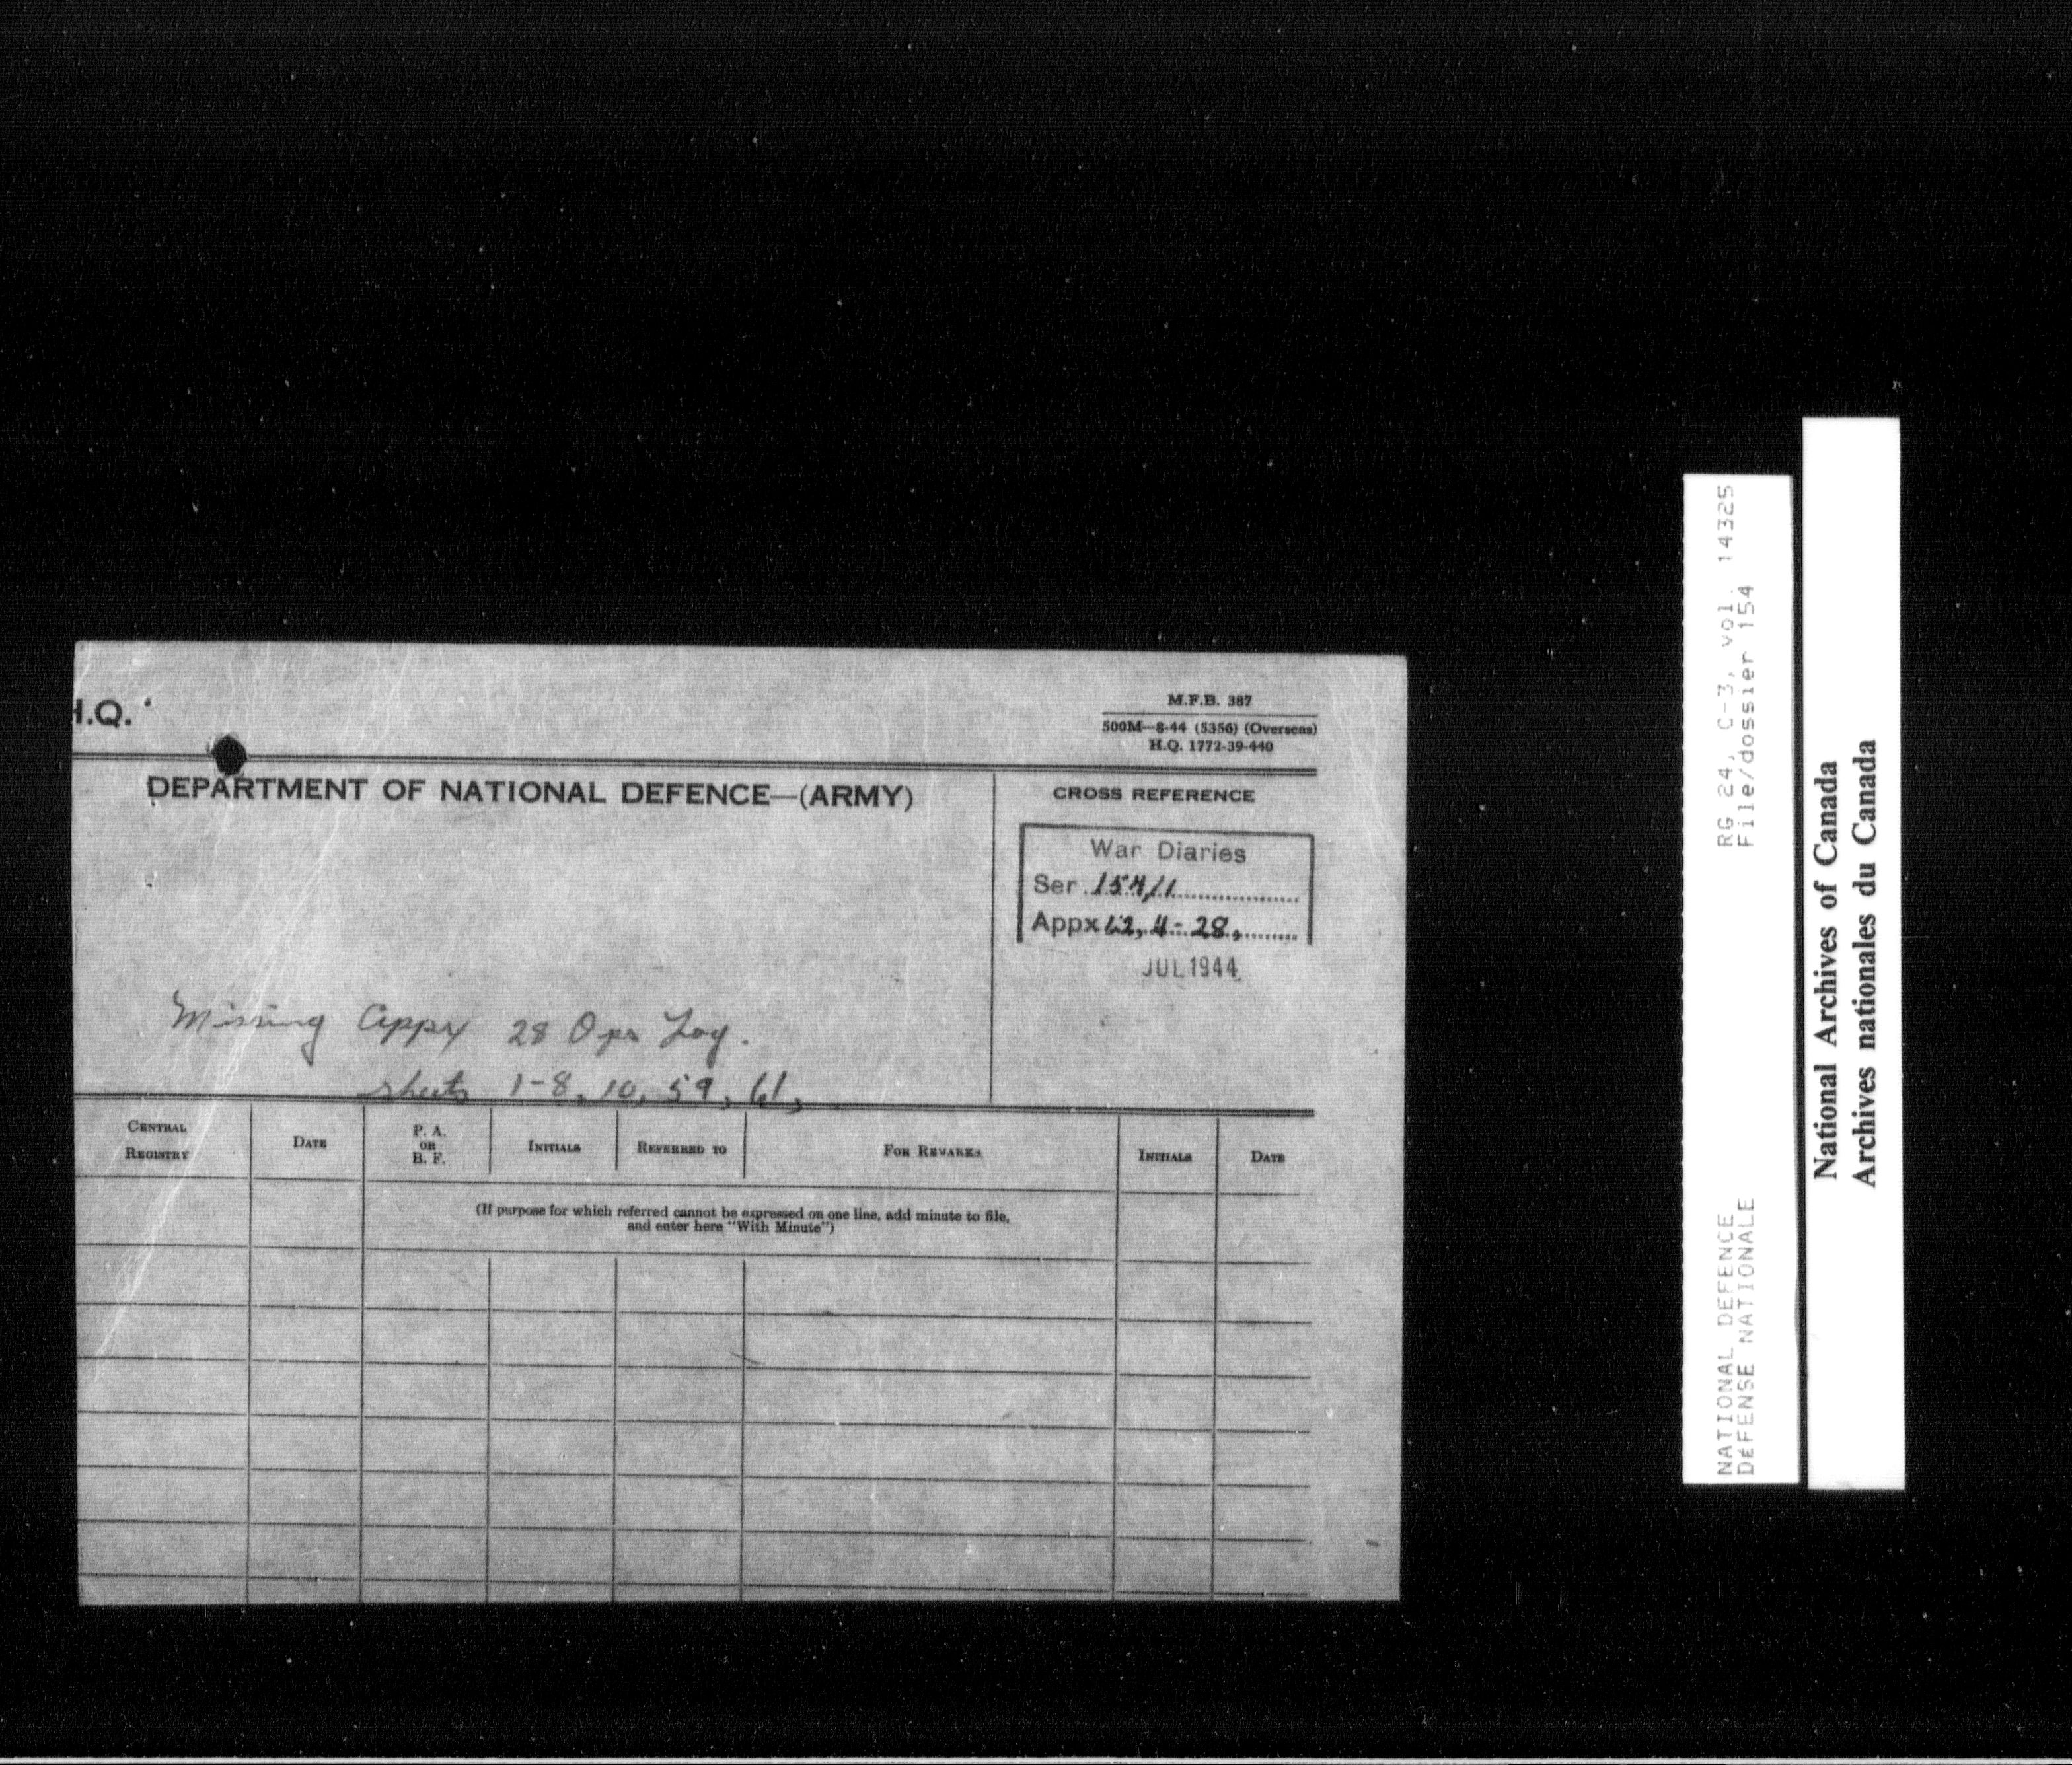 H.Q.
M.F.B. 387
500M—8-44 (5356) (Overseas)
H.Q. 1772-39-440
DEPARTMENT OF NATIONAL DEFENCE—(ARMY)
CROSS REFERENCE
War Diaries
Ser 154/1
Appx 4-28,
JUL 1944
Missing Appx 28 Ops Log.
sheets 1-8, 10, 59, 61,
CENTRAL REGISTRY
DATE
P. A. OR B. F.
INITIALS
REFERRED TO
FOR REMARKS
INITIALS
DATE
(If purpose for which referred cannot be expressed on one line, add minute to file,
and enter here "With Minute")
NATIONAL DEFENCE RG 24, C-3, vol. 14325
DéFENSE NATIONALE File/dossier 154
National Archives of Canada
Archives nationales du Canada